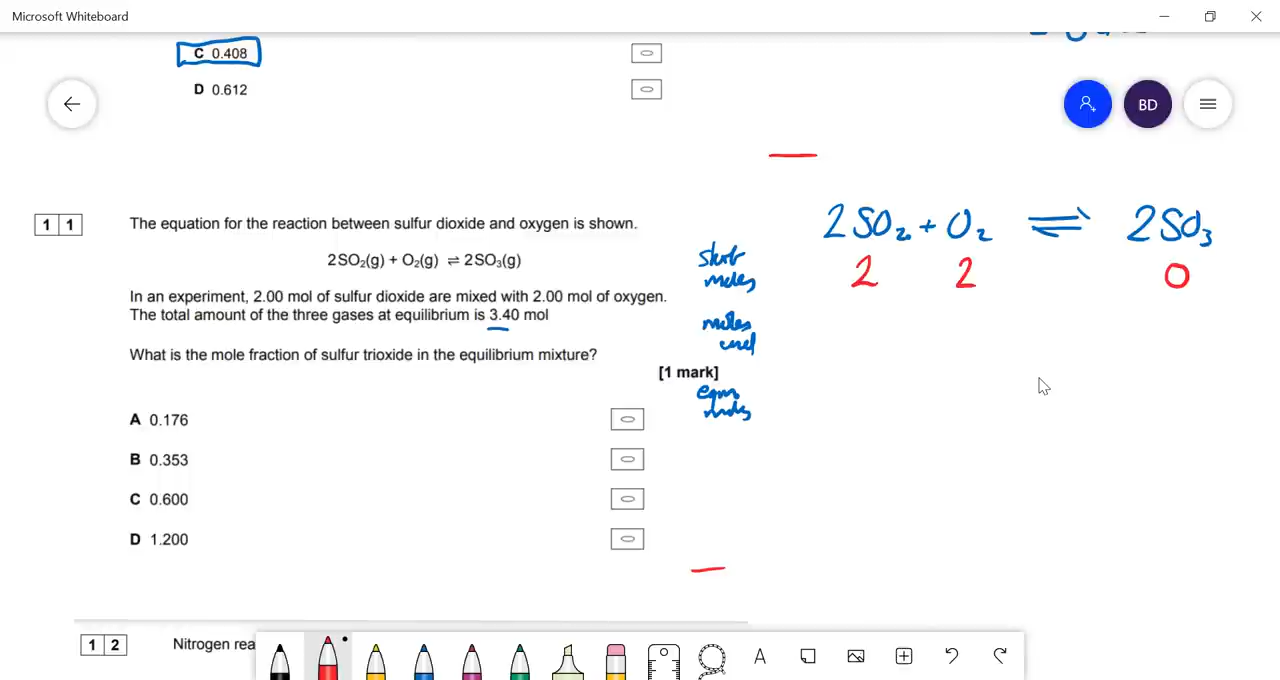 Microsoft Whiteboard
C 0.408
D 0.612
BD
1 1 The equation for the reaction between sulfur dioxide and oxygen is shown.
2SO₂(g) + O₂(g) ⇌ 2SO₃(g)
In an experiment, 2.00 mol of sulfur dioxide are mixed with 2.00 mol of oxygen.
The total amount of the three gases at equilibrium is 3.40 mol
What is the mole fraction of sulfur trioxide in the equilibrium mixture?
[1 mark]
A 0.176
B 0.353
C 0.600
D 1.200
2SO₂ + O₂ ⇌ 2SO₃
start moles 2 2 0
moles used
eqm moles
1 2 Nitrogen rea
A